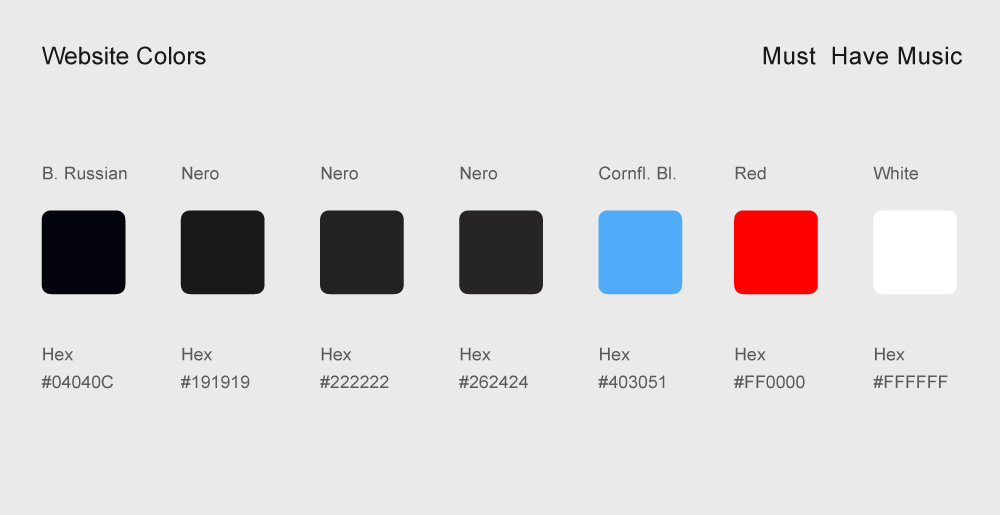 Website Colors
Must Have Music
B. Russian
Nero
Nero
Nero
Cornfl. Bl.
Red
White
Hex
#04040C
Hex
#191919
Hex
#222222
Hex
#262424
Hex
#403051
Hex
#FF0000
Hex
#FFFFFF